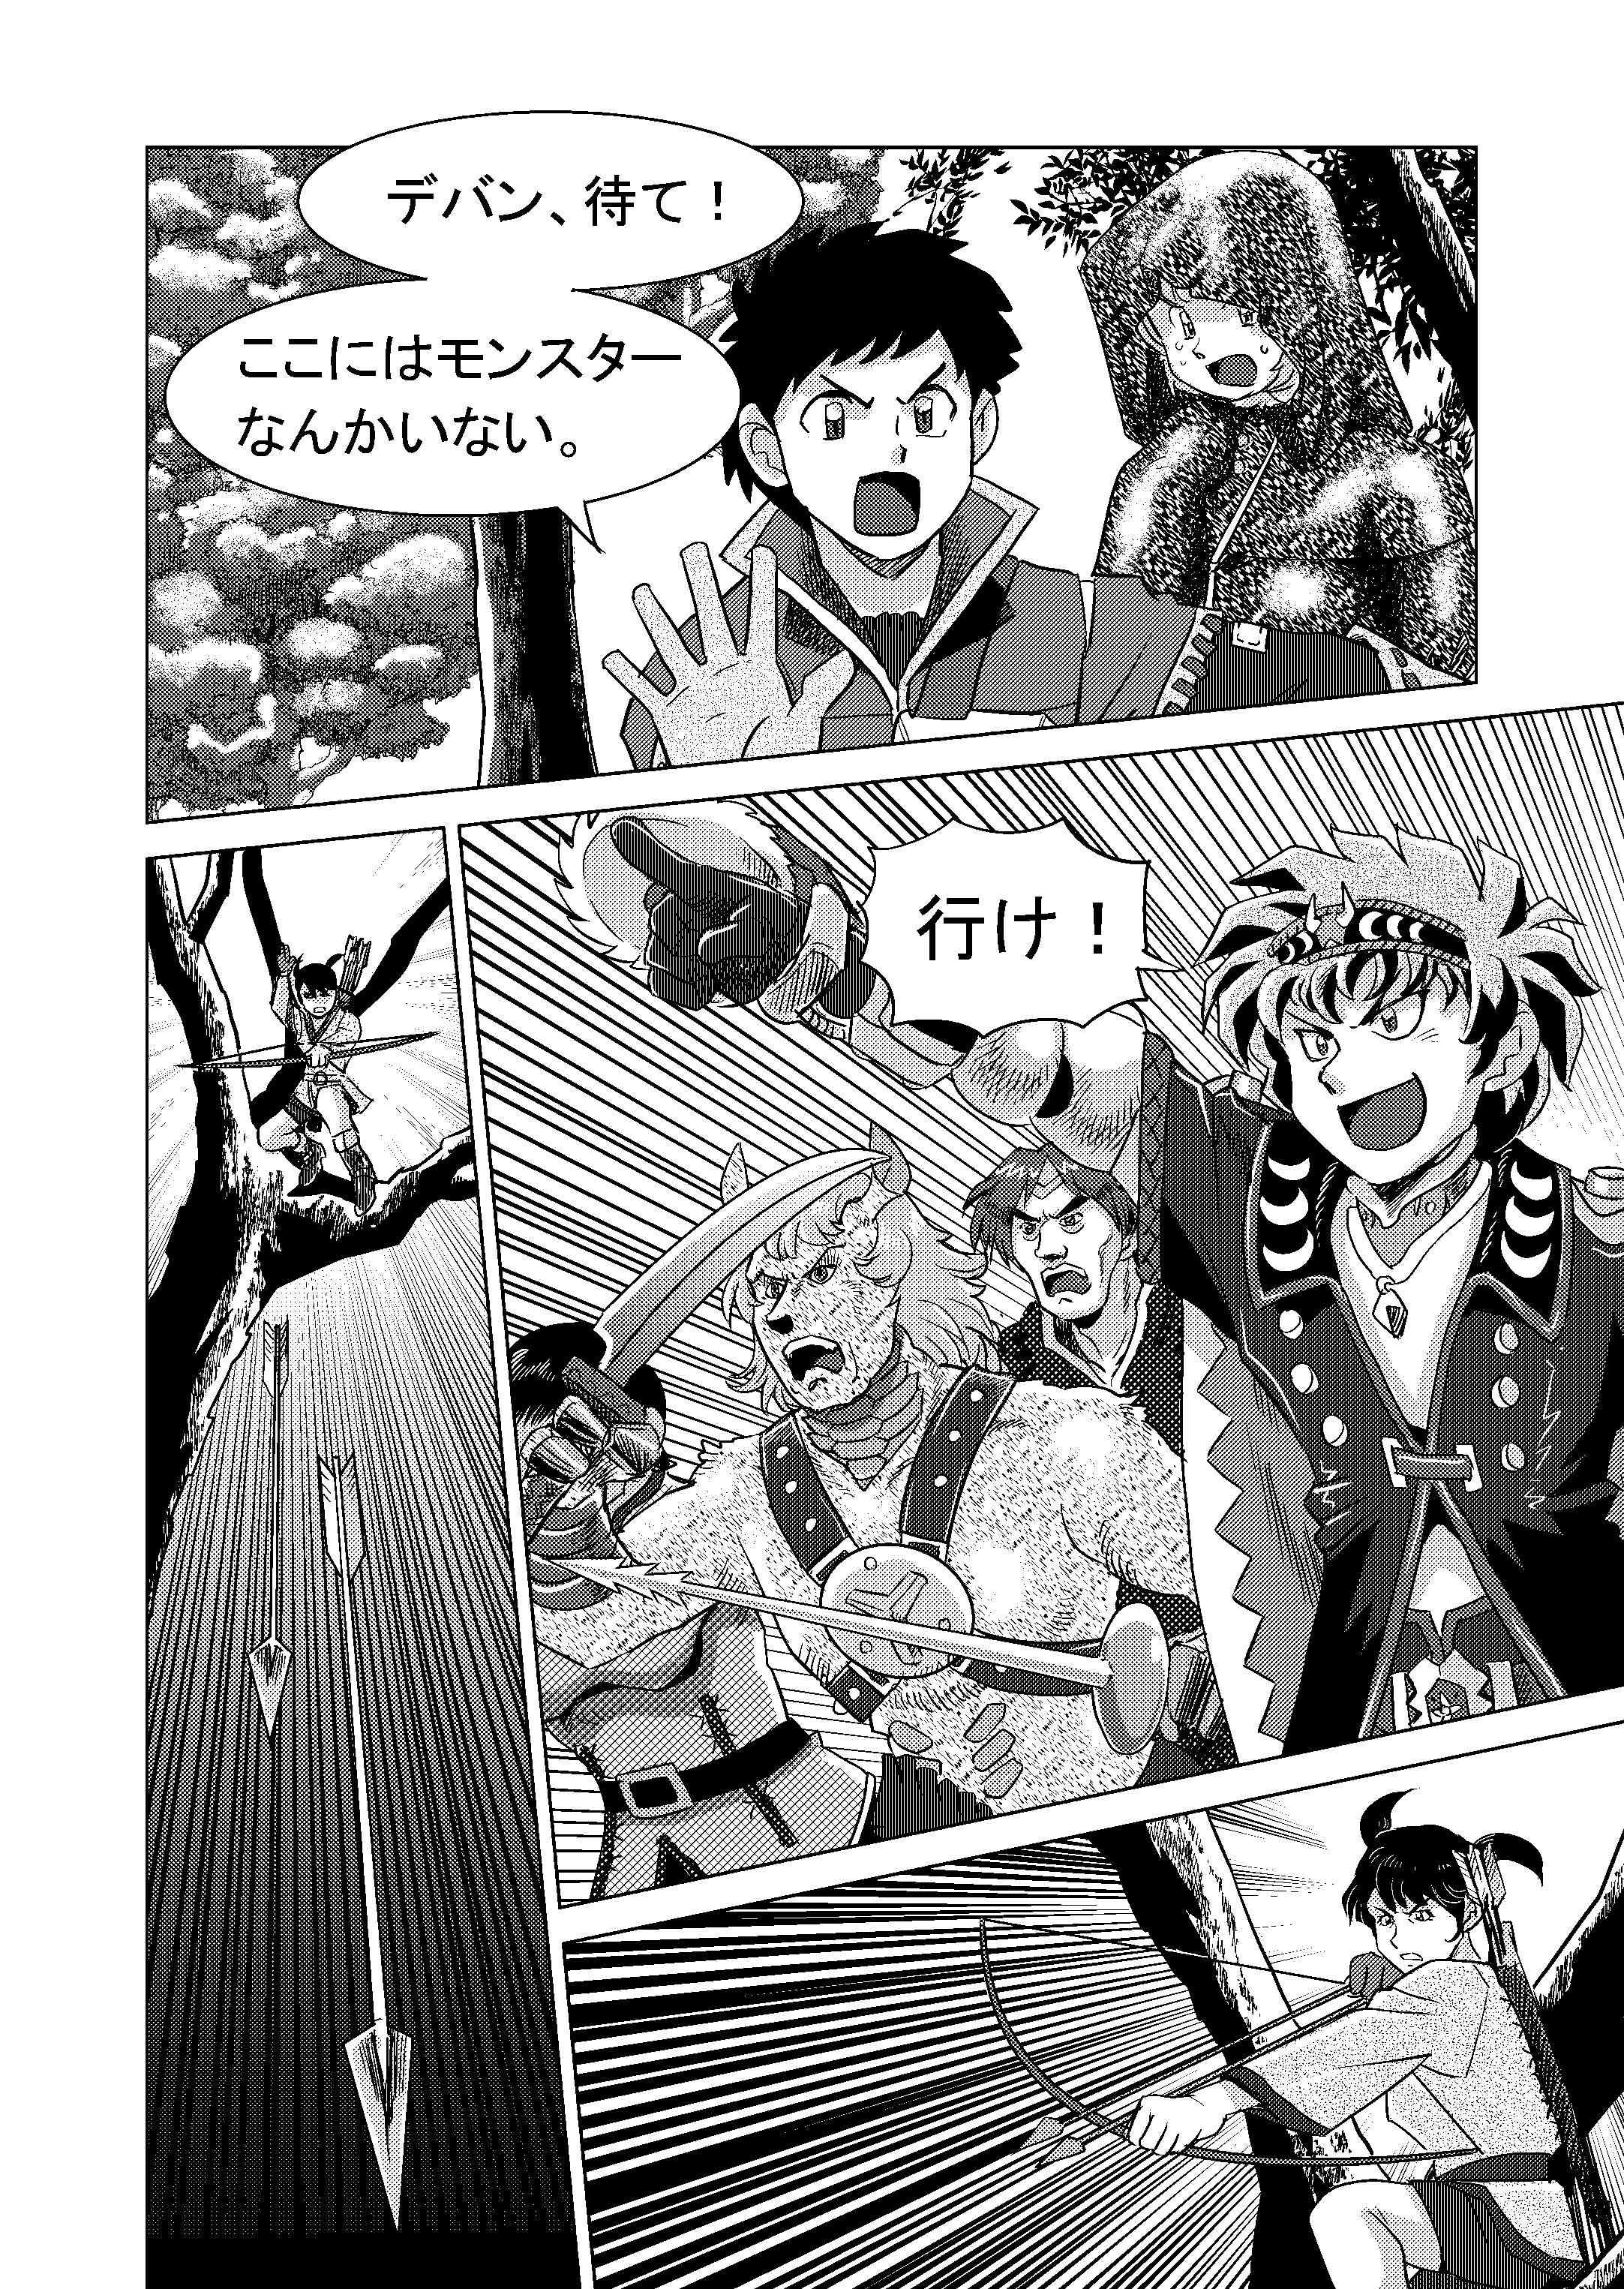 デバン、待て！
ここにはモンスター
なんかいない。
行け！